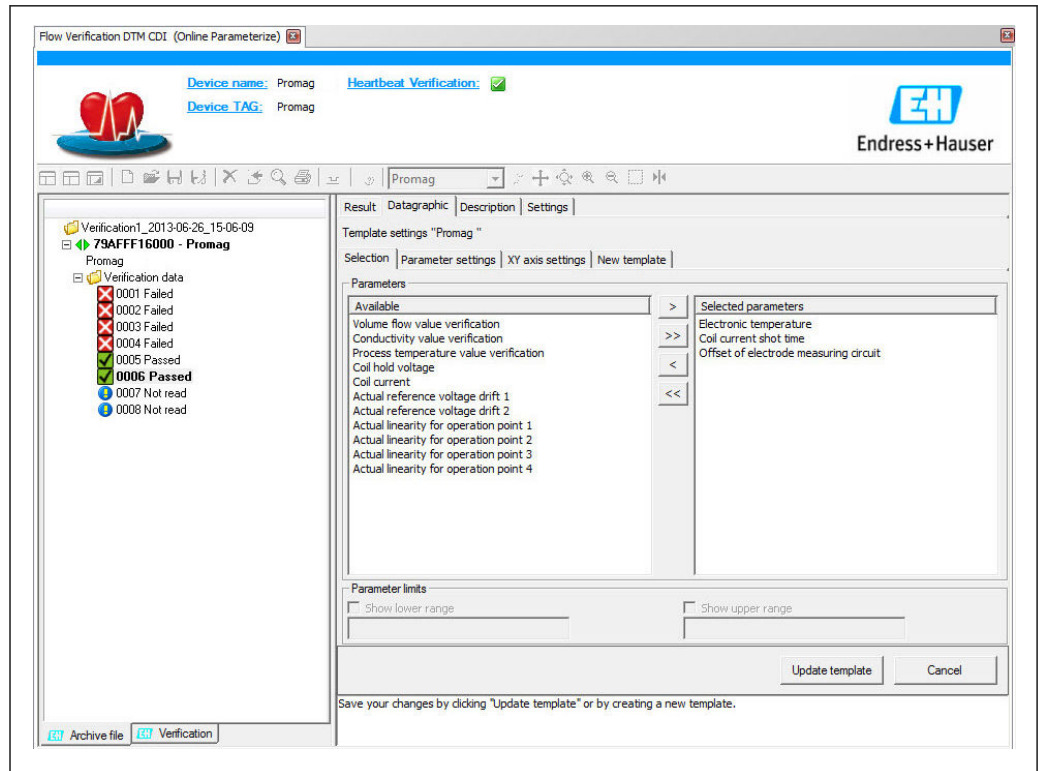 Flow Verification DTM CDI (Online Parameterize)
Device name: Promag Heartbeat Verification:
Device TAG: Promag
EH
Endress+Hauser
Promag
Result Datagraphic Description Settings
Verification1_2013-06-26_15-06-09
79AFFF16000 - Promag
Promag
Verification data
0001 Failed
0002 Failed
0003 Failed
0004 Failed
0005 Passed
0006 Passed
0007 Not read
0008 Not read
Template settings "Promag "
Selection Parameter settings XY axis settings New template
Parameters
Available
Volume flow value verification
Conductivity value verification
Process temperature value verification
Coil hold voltage
Coil current
Actual reference voltage drift 1
Actual reference voltage drift 2
Actual linearity for operation point 1
Actual linearity for operation point 2
Actual linearity for operation point 3
Actual linearity for operation point 4
>
>>
<
<<
Selected parameters
Electronic temperature
Coil current shot time
Offset of electrode measuring circuit
Parameter limits
Show lower range Show upper range
Update template Cancel
Save your changes by clicking "Update template" or by creating a new template.
EH Archive file EH Verification